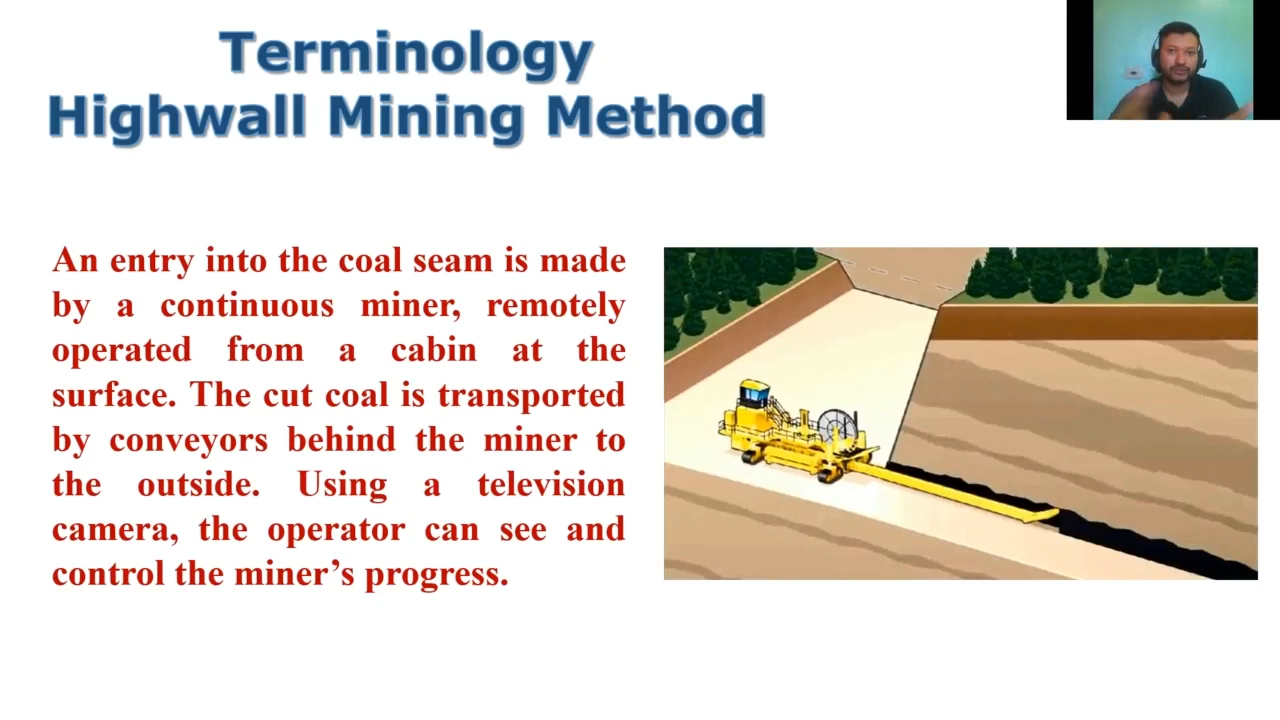 Terminology
Highwall Mining Method
An entry into the coal seam is made
by a continuous miner, remotely
operated from a cabin at the
surface. The cut coal is transported
by conveyors behind the miner to
the outside. Using a television
camera, the operator can see and
control the miner’s progress.